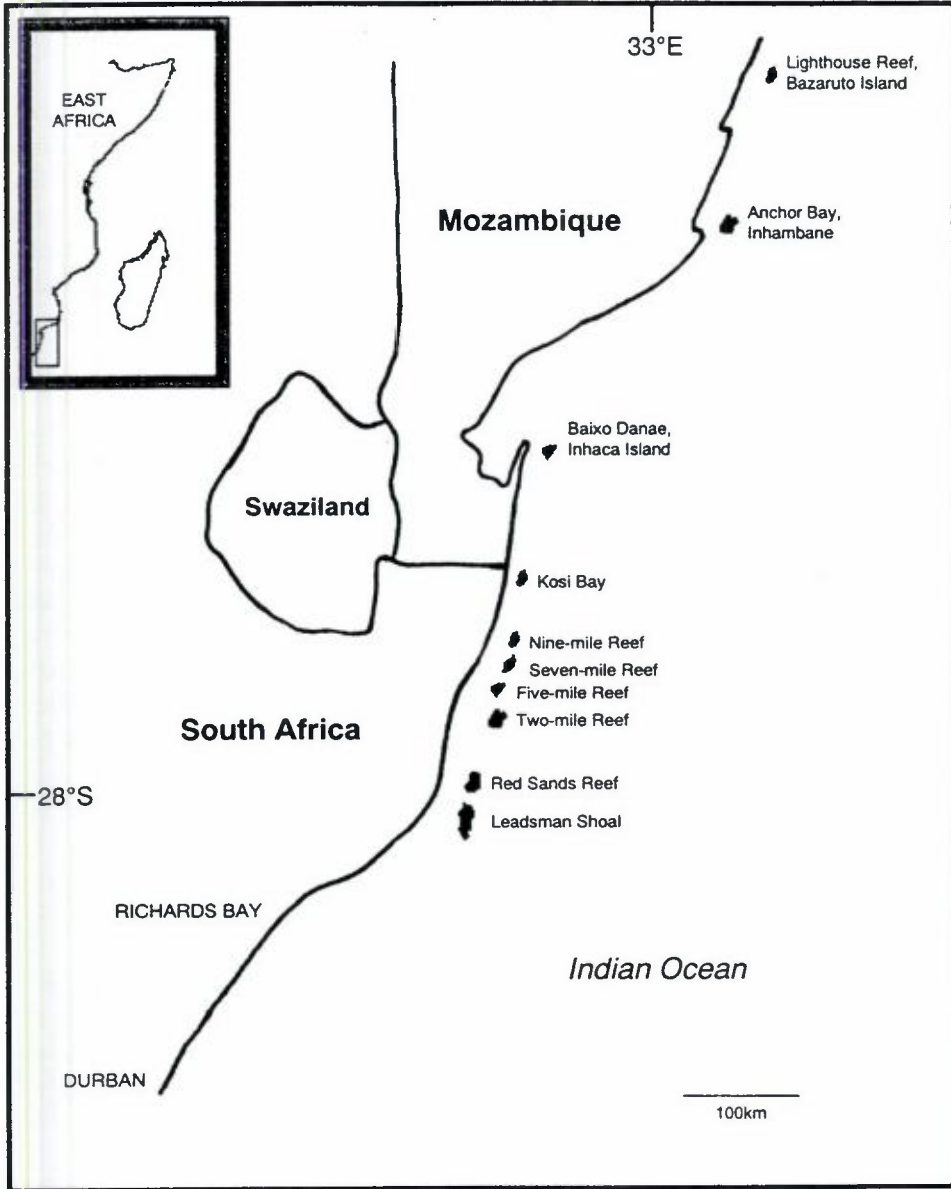 33°E
Lighthouse Reef,
Bazaruto Island
EAST
AFRICA
Mozambique
Anchor Bay,
Inhambane
Baixo Danae,
Inhaca Island
Swaziland
Kosi Bay
Nine-mile Reef
Seven-mile Reef
Five-mile Reef
Two-mile Reef
South Africa
Red Sands Reef
28°S
Leadsman Shoal
RICHARDS BAY
Indian Ocean
DURBAN
100km